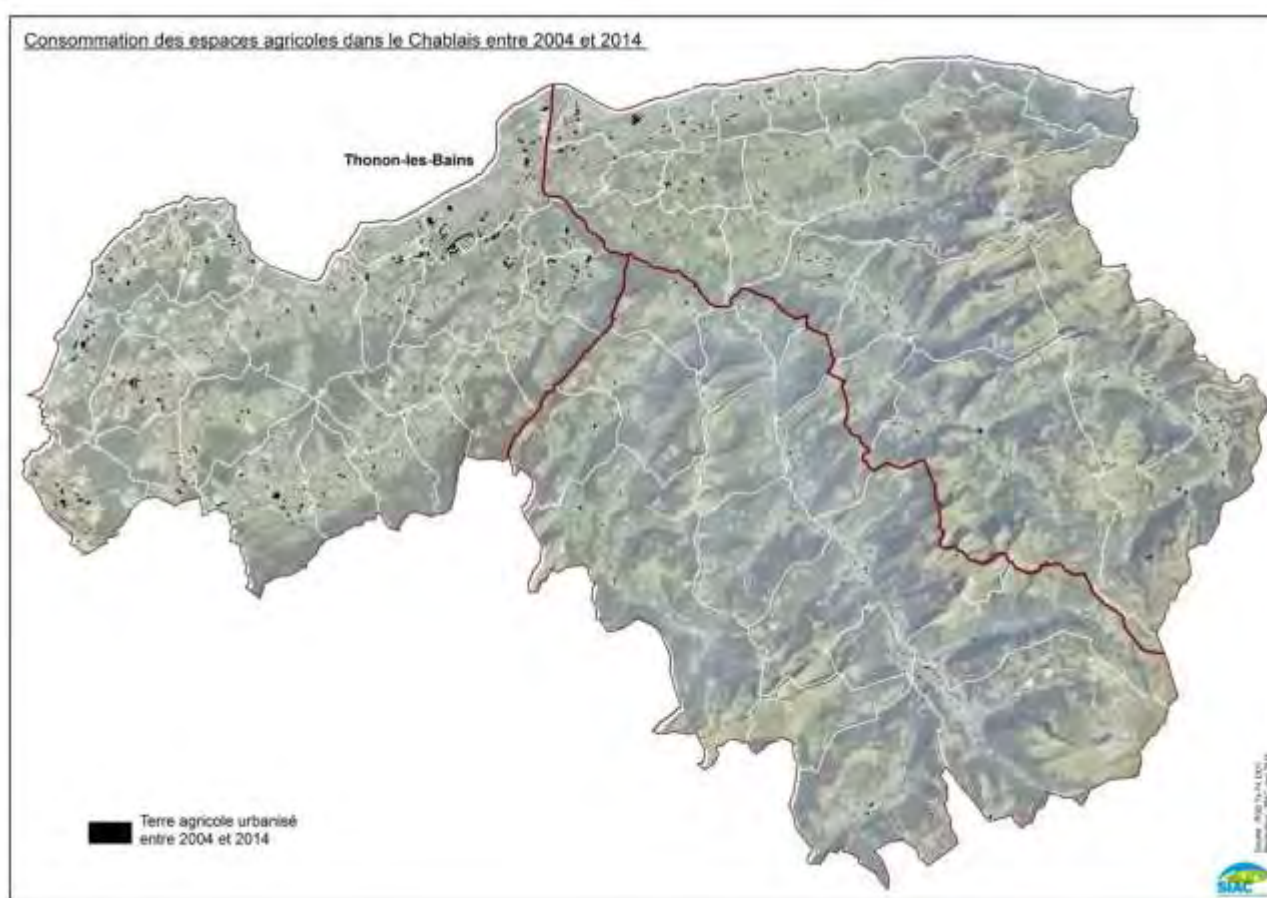 Consommation des espaces agricoles dans le Chablais entre 2004 et 2014
Thonon-les-Bains
Terre agricole urbanisé
entre 2004 et 2014
SIAC